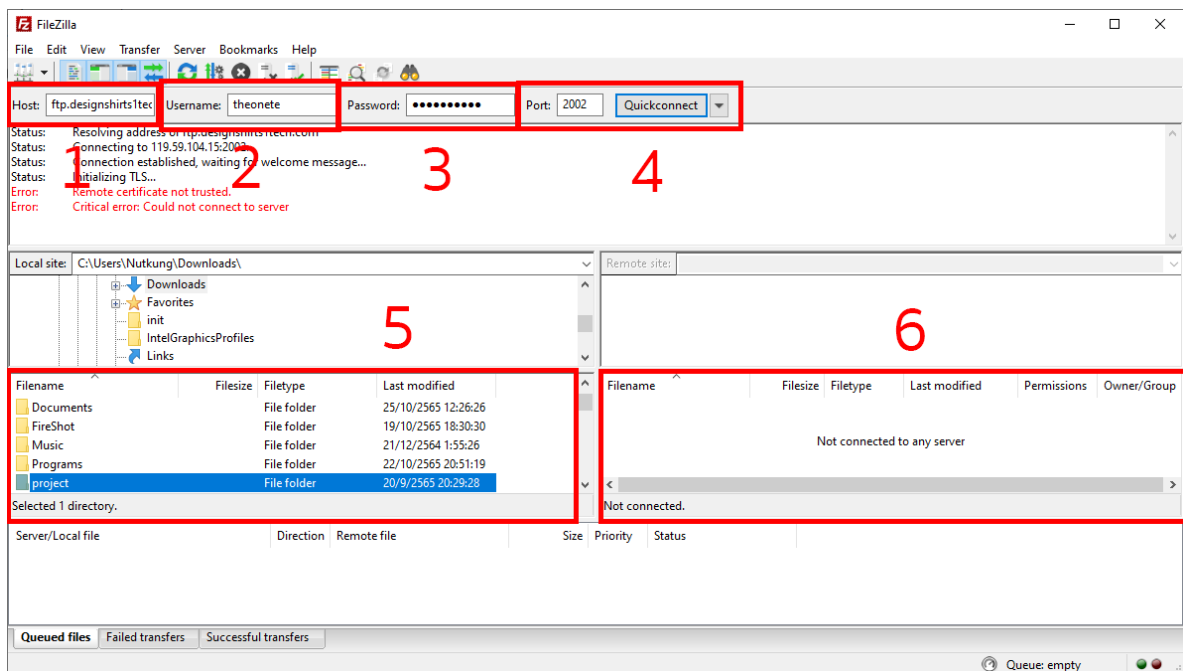 FileZilla
File Edit View Transfer Server Bookmarks Help
Host: ftp.designshirts1tec Username: theonete Password: ●●●●●●●●●● Port: 2002 Quickconnect
Status: Resolving address of ftp.designshirts1tech.com
Status: Connecting to 119.59.104.15:2002...
Status: Connection established, waiting for welcome message...
Status: Initializing TLS...
Error: Remote certificate not trusted.
Error: Critical error: Could not connect to server
1 2 3 4
Local site: C:\Users\Nutkung\Downloads\ Remote site:
Downloads
Favorites
init
IntelGraphicsProfiles
Links
5 6
Filename Filesize Filetype Last modified
Documents File folder 25/10/2565 12:26:26
FireShot File folder 19/10/2565 18:30:30
Music File folder 21/12/2564 1:55:26
Programs File folder 22/10/2565 20:51:19
project File folder 20/9/2565 20:29:28
Selected 1 directory.
Filename Filesize Filetype Last modified Permissions Owner/Group
Not connected to any server
Not connected.
Server/Local file Direction Remote file Size Priority Status
Queued files Failed transfers Successful transfers
Queue: empty